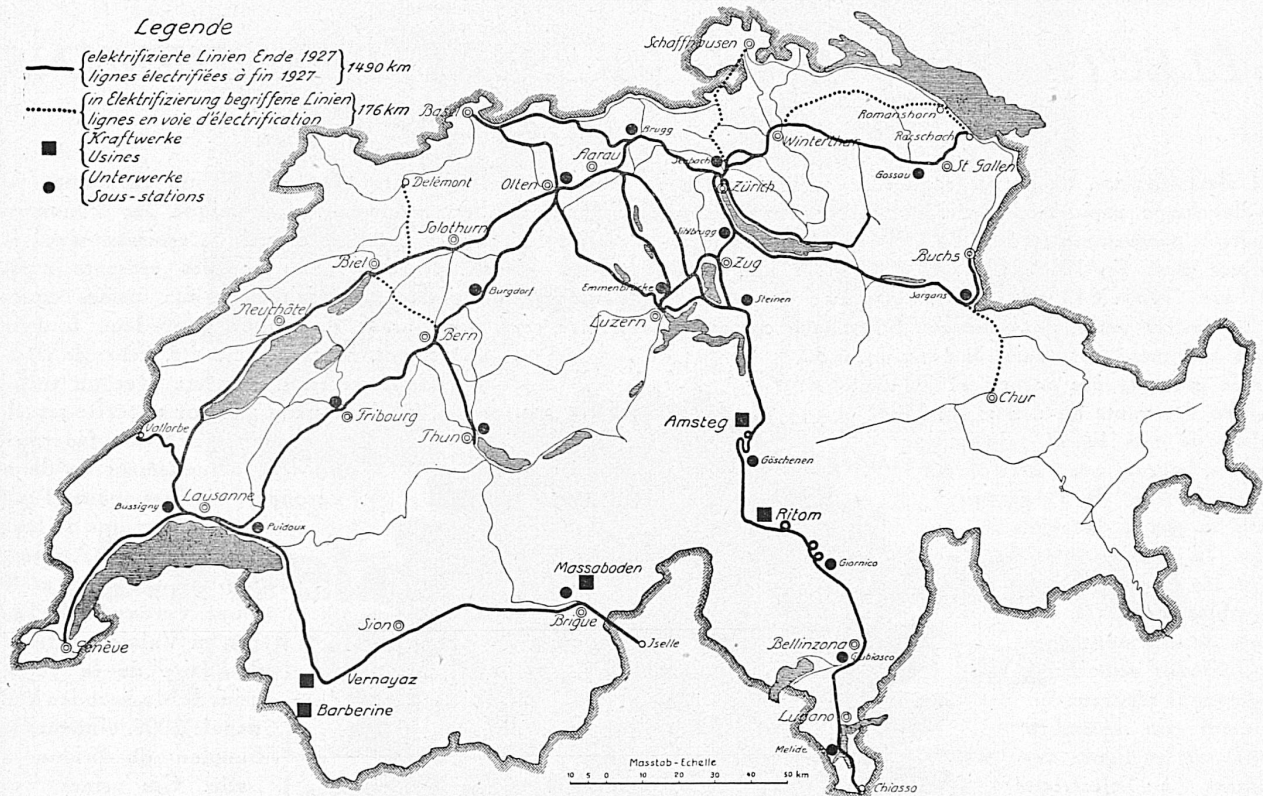 Legende
elektrifizierte Linien Ende 1927
lignes électrifiées à fin 1927
1490 km
in Elektrifizierung begriffene Linien
lignes en voie d'électrification
176 km
Kraftwerke
Usines
Unterwerke
Sous-stations
Schaffhausen
Basel
Brugg
Romanshorn
Winterthur
Rorschach
Aarau
Seebach
Gossau
St Gallen
Delémont
Olten
Zürich
Solothurn
Sihlbrugg
Biel
Zug
Buchs
Burgdorf
Emmenbrücke
Steinen
Sargans
Neuchâtel
Luzern
Bern
Chur
Fribourg
Amsteg
Vallorbe
Thun
Göschenen
Lausanne
Bussigny
Ritom
Puidoux
Giornico
Massaboden
Sion
Brigue
Iselle
Bellinzona
Genève
Giubiasco
Vernayaz
Barberine
Lugano
Melide
Masstab-Echelle
10 5 0 10 20 30 40 50 km
Chiasso